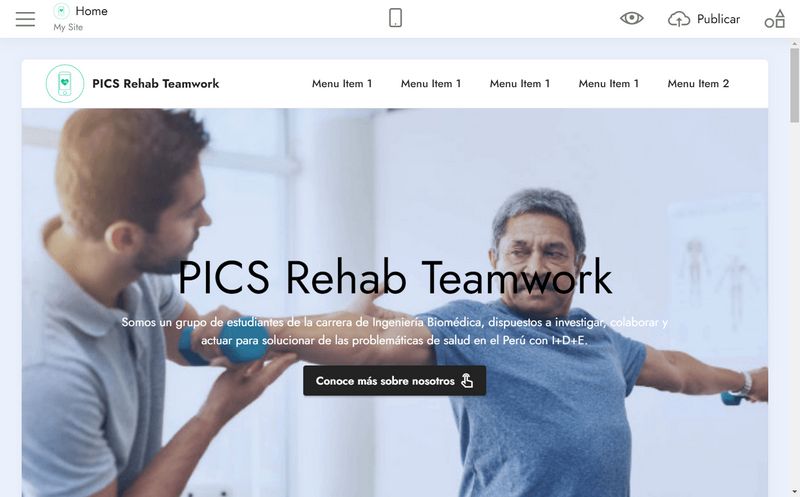 Home
My Site
Publicar
PICS Rehab Teamwork
Menu Item 1
Menu Item 1
Menu Item 1
Menu Item 1
Menu Item 2
PICS Rehab Teamwork
Somos un grupo de estudiantes de la carrera de Ingeniería Biomédica, dispuestos a investigar, colaborar y
actuar para solucionar de las problemáticas de salud en el Perú con I+D+E.
Conoce más sobre nosotros